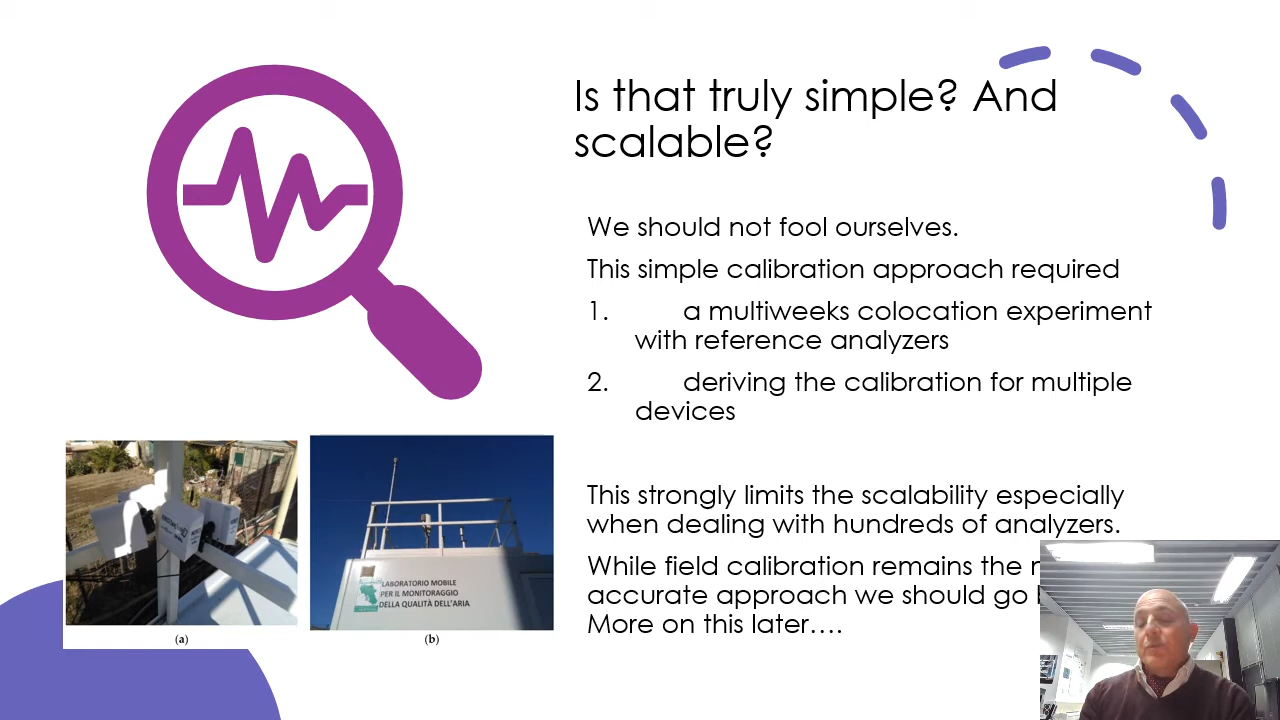 Is that truly simple? And
scalable?
We should not fool ourselves.
This simple calibration approach required
1. a multiweeks colocation experiment
with reference analyzers
2. deriving the calibration for multiple
devices
This strongly limits the scalability especially
when dealing with hundreds of analyzers.
While field calibration remains the
accurate approach we should go
More on this later….
LABORATORIO MOBILE
PER IL MONITORAGGIO
DELLA QUALITÀ DELL'ARIA
(a)
(b)